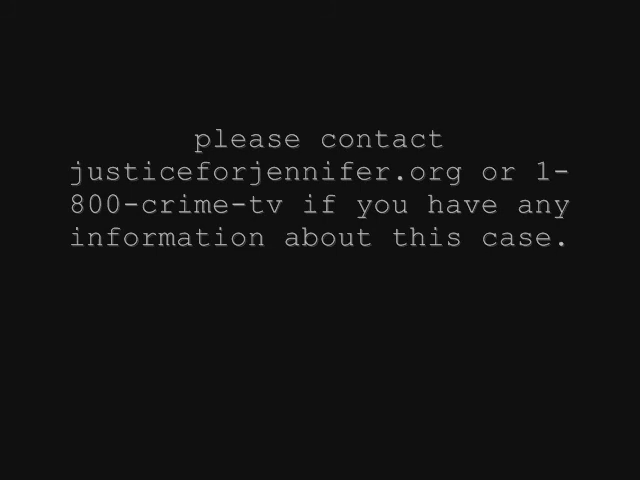 please contact
justiceforjennifer.org or 1-
800-crime-tv if you have any
information about this case.